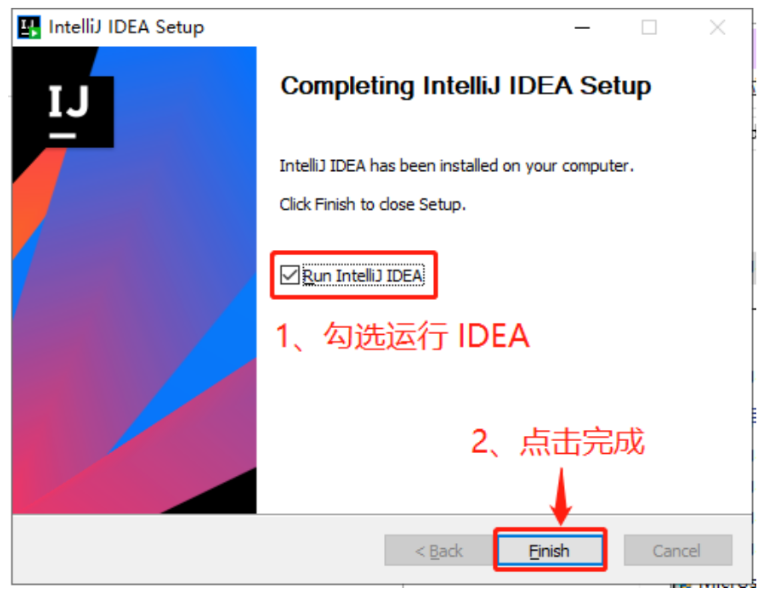 IntelliJ IDEA Setup
IJ
Completing IntelliJ IDEA Setup
IntelliJ IDEA has been installed on your computer.
Click Finish to close Setup.
Run IntelliJ IDEA
1、勾选运行 IDEA
2、点击完成
< Back
Finish
Cancel